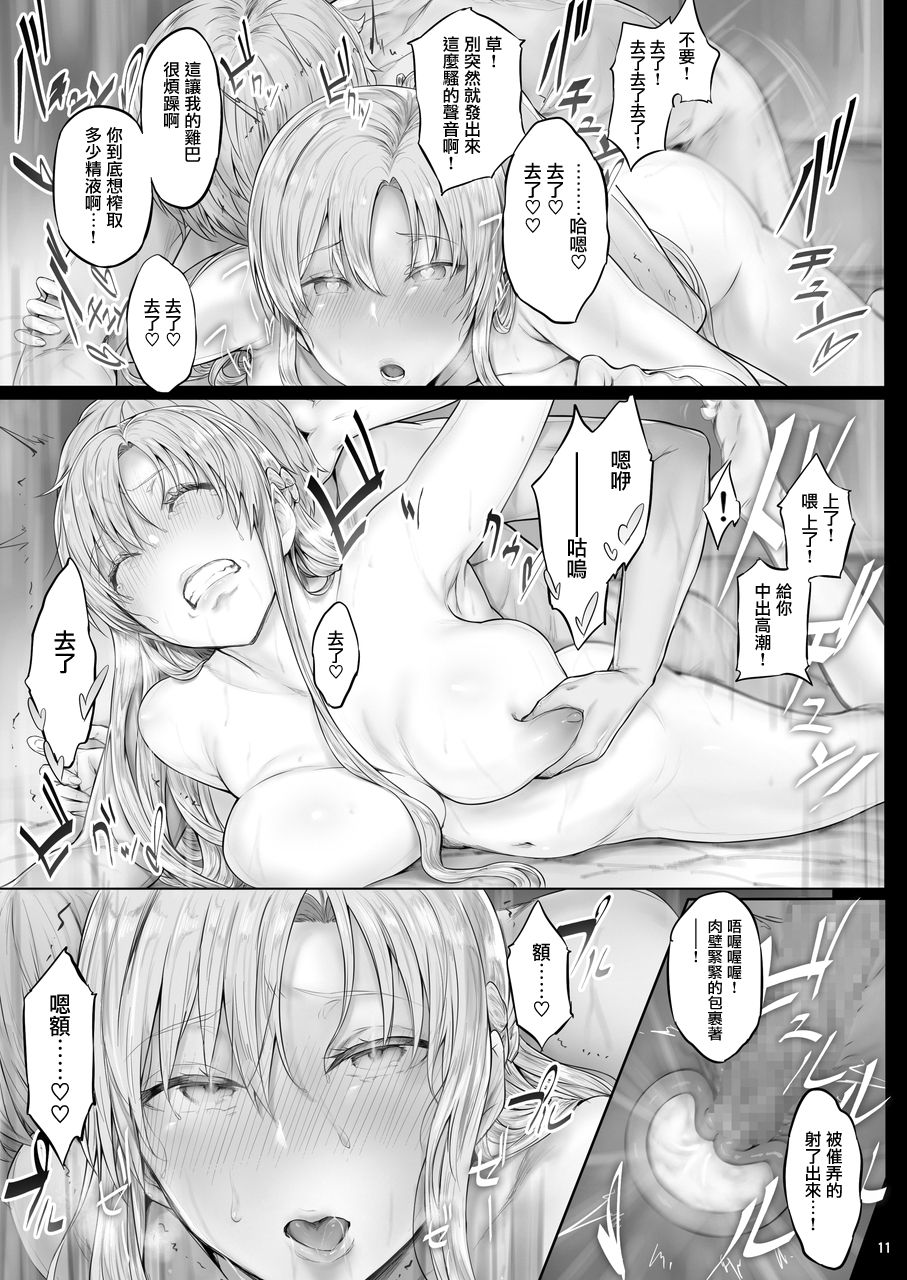 不要！
去了！
去了去了去了！
………哈嗯♡
去了♡
去了♡
草！
別突然就發出來
這麼騷的聲音啊！
這讓我的雞巴
很煩躁啊
你到底想榨取
多少精液啊…！
去了♡
去了♡
上了！
喂 上了！
給你
中出高潮！
！
嗯咿
——咕嗚
去了♡
去了
唔喔喔喔！
肉壁緊緊的包裹著
——！
被催弄的
射了出來…！
額……♡
嗯額……♡♡
11